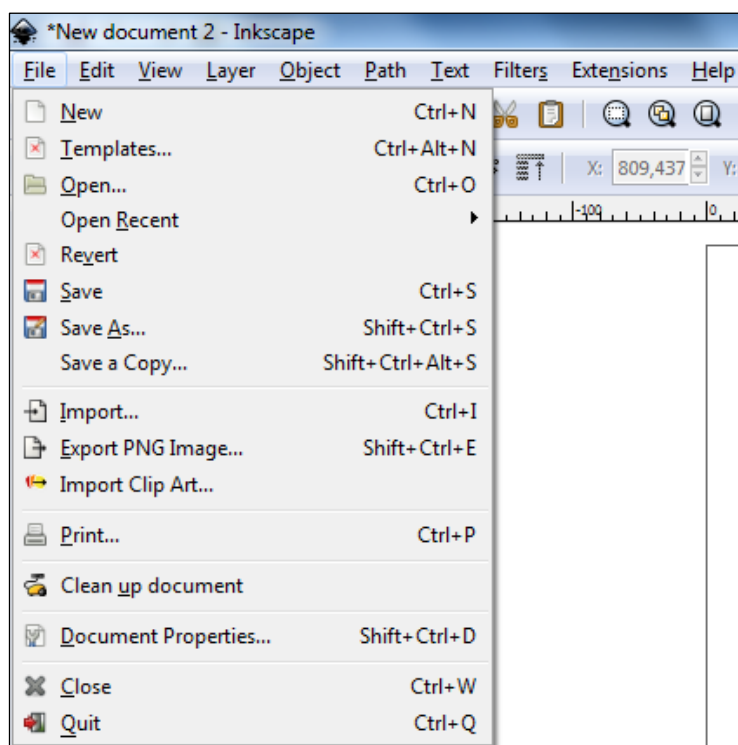 *New document 2 - Inkscape
File Edit View Layer Object Path Text Filters Extensions Help
New Ctrl+N
Templates... Ctrl+Alt+N
Open... Ctrl+O
X: 809,437 Y:
Open Recent
-100 0
Revert
Save Ctrl+S
Save As... Shift+Ctrl+S
Save a Copy... Shift+Ctrl+Alt+S
Import... Ctrl+I
Export PNG Image... Shift+Ctrl+E
Import Clip Art...
Print... Ctrl+P
Clean up document
Document Properties... Shift+Ctrl+D
Close Ctrl+W
Quit Ctrl+Q